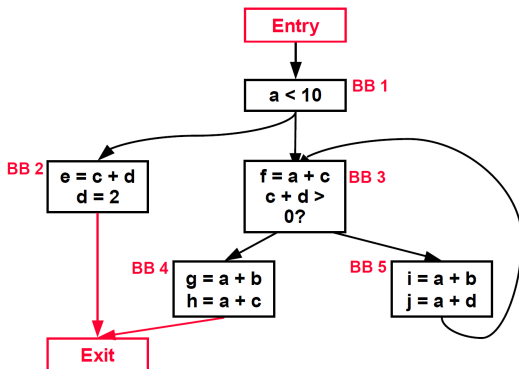 Entry
a < 10
BB 1
BB 2
e = c + d
d = 2
f = a + c
c + d >
0?
BB 3
BB 4
g = a + b
h = a + c
BB 5
i = a + b
j = a + d
Exit